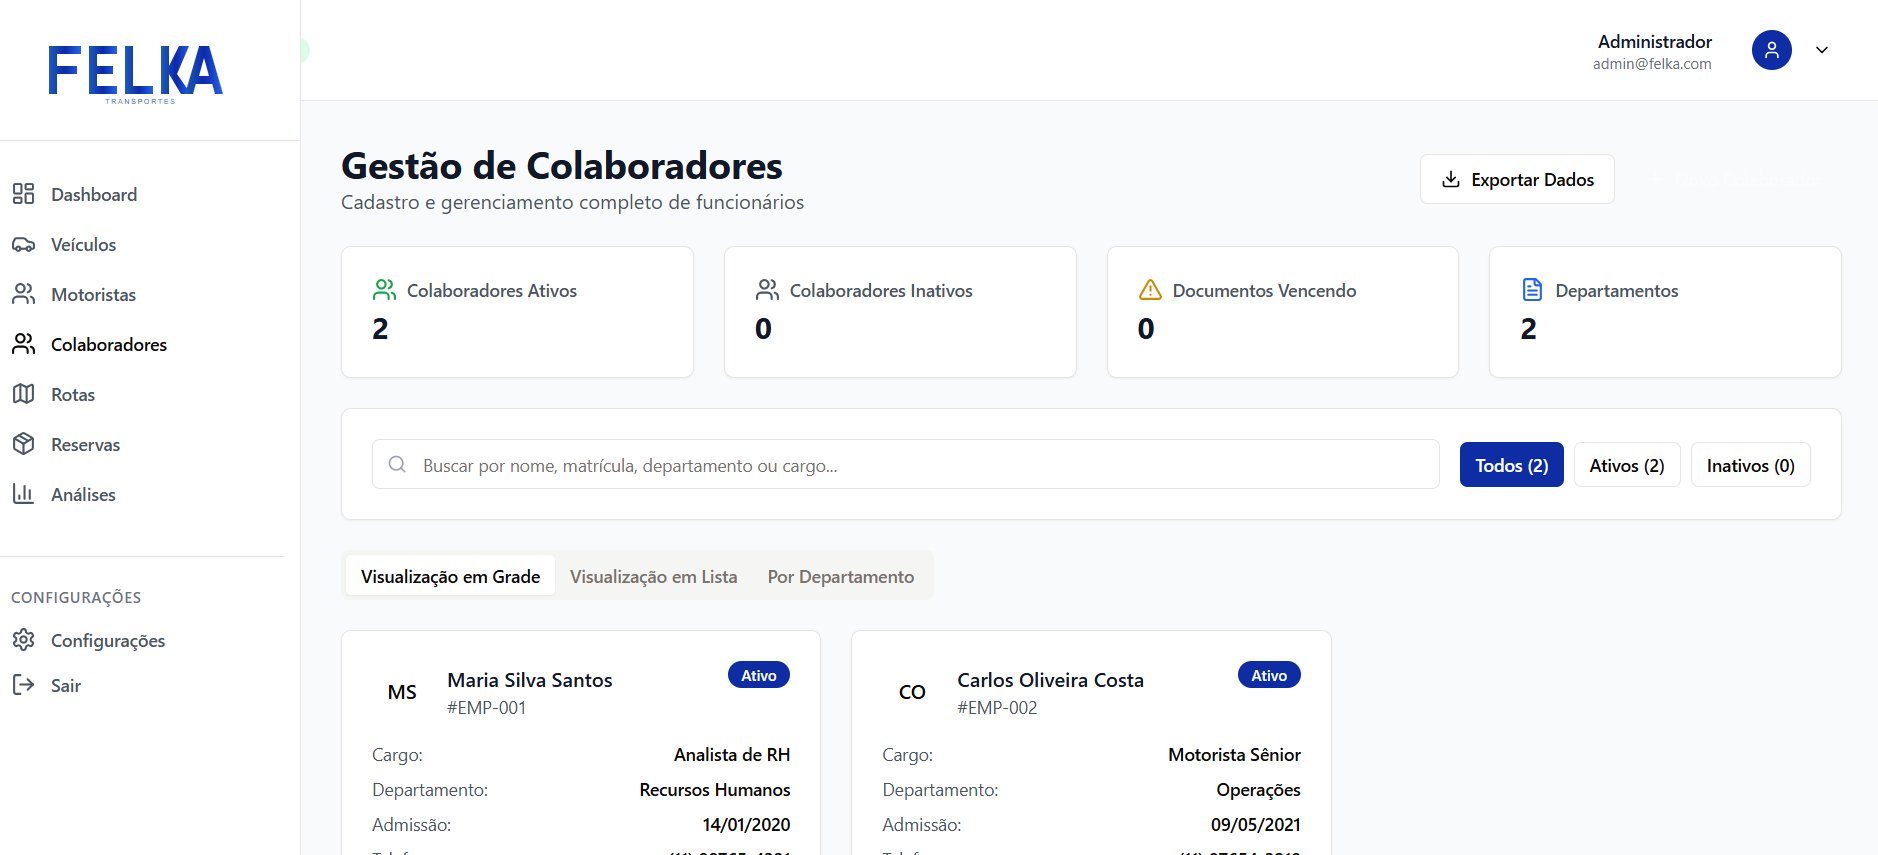 FELKA
TRANSPORTES
Administrador
admin@felka.com
Dashboard
Veículos
Motoristas
Colaboradores
Rotas
Reservas
Análises
CONFIGURAÇÕES
Configurações
Sair
Gestão de Colaboradores
Cadastro e gerenciamento completo de funcionários
Exportar Dados
Colaboradores Ativos
2
Colaboradores Inativos
0
Documentos Vencendo
0
Departamentos
2
Buscar por nome, matrícula, departamento ou cargo...
Todos (2)
Ativos (2)
Inativos (0)
Visualização em Grade
Visualização em Lista
Por Departamento
MS
Maria Silva Santos
#EMP-001
Ativo
Cargo: Analista de RH
Departamento: Recursos Humanos
Admissão: 14/01/2020
CO
Carlos Oliveira Costa
#EMP-002
Ativo
Cargo: Motorista Sênior
Departamento: Operações
Admissão: 09/05/2021